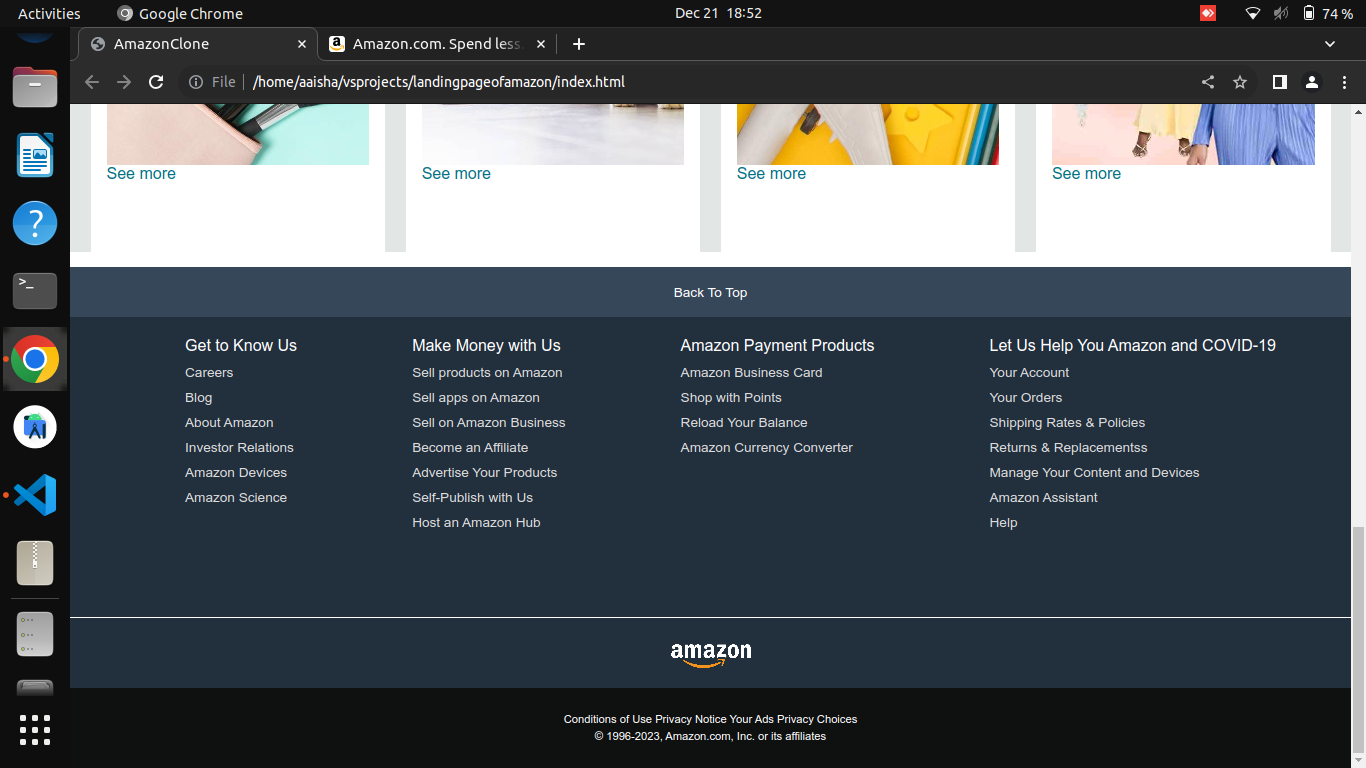 Activities
Google Chrome
Dec 21 18:52
74 %
AmazonClone
Amazon.com. Spend less.
File
/home/aaisha/vsprojects/landingpageofamazon/index.html
See more
See more
See more
See more
Back To Top
Get to Know Us
Careers
Blog
About Amazon
Investor Relations
Amazon Devices
Amazon Science
Make Money with Us
Sell products on Amazon
Sell apps on Amazon
Sell on Amazon Business
Become an Affiliate
Advertise Your Products
Self-Publish with Us
Host an Amazon Hub
Amazon Payment Products
Amazon Business Card
Shop with Points
Reload Your Balance
Amazon Currency Converter
Let Us Help You Amazon and COVID-19
Your Account
Your Orders
Shipping Rates & Policies
Returns & Replacementss
Manage Your Content and Devices
Amazon Assistant
Help
amazon
Conditions of Use Privacy Notice Your Ads Privacy Choices
© 1996-2023, Amazon.com, Inc. or its affiliates